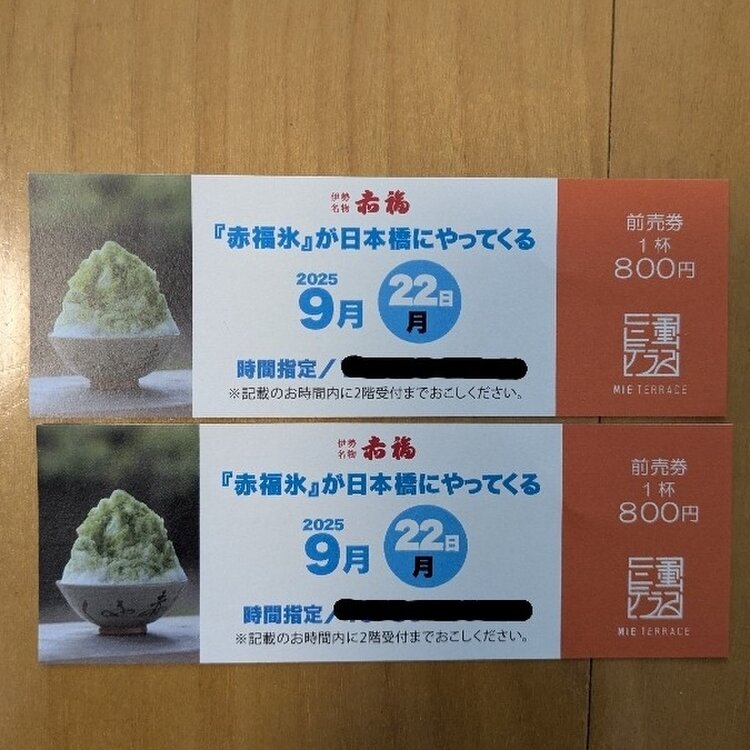 伊勢
名物 赤福
『赤福氷』が日本橋にやってくる
2025
9月 22日
月
時間指定/
※記載のお時間内に2階受付までおこしください。
前売券
1杯
800円
三重テラス
MIE TERRACE
伊勢
名物 赤福
『赤福氷』が日本橋にやってくる
2025
9月 22日
月
時間指定/
※記載のお時間内に2階受付までおこしください。
前売券
1杯
800円
三重テラス
MIE TERRACE